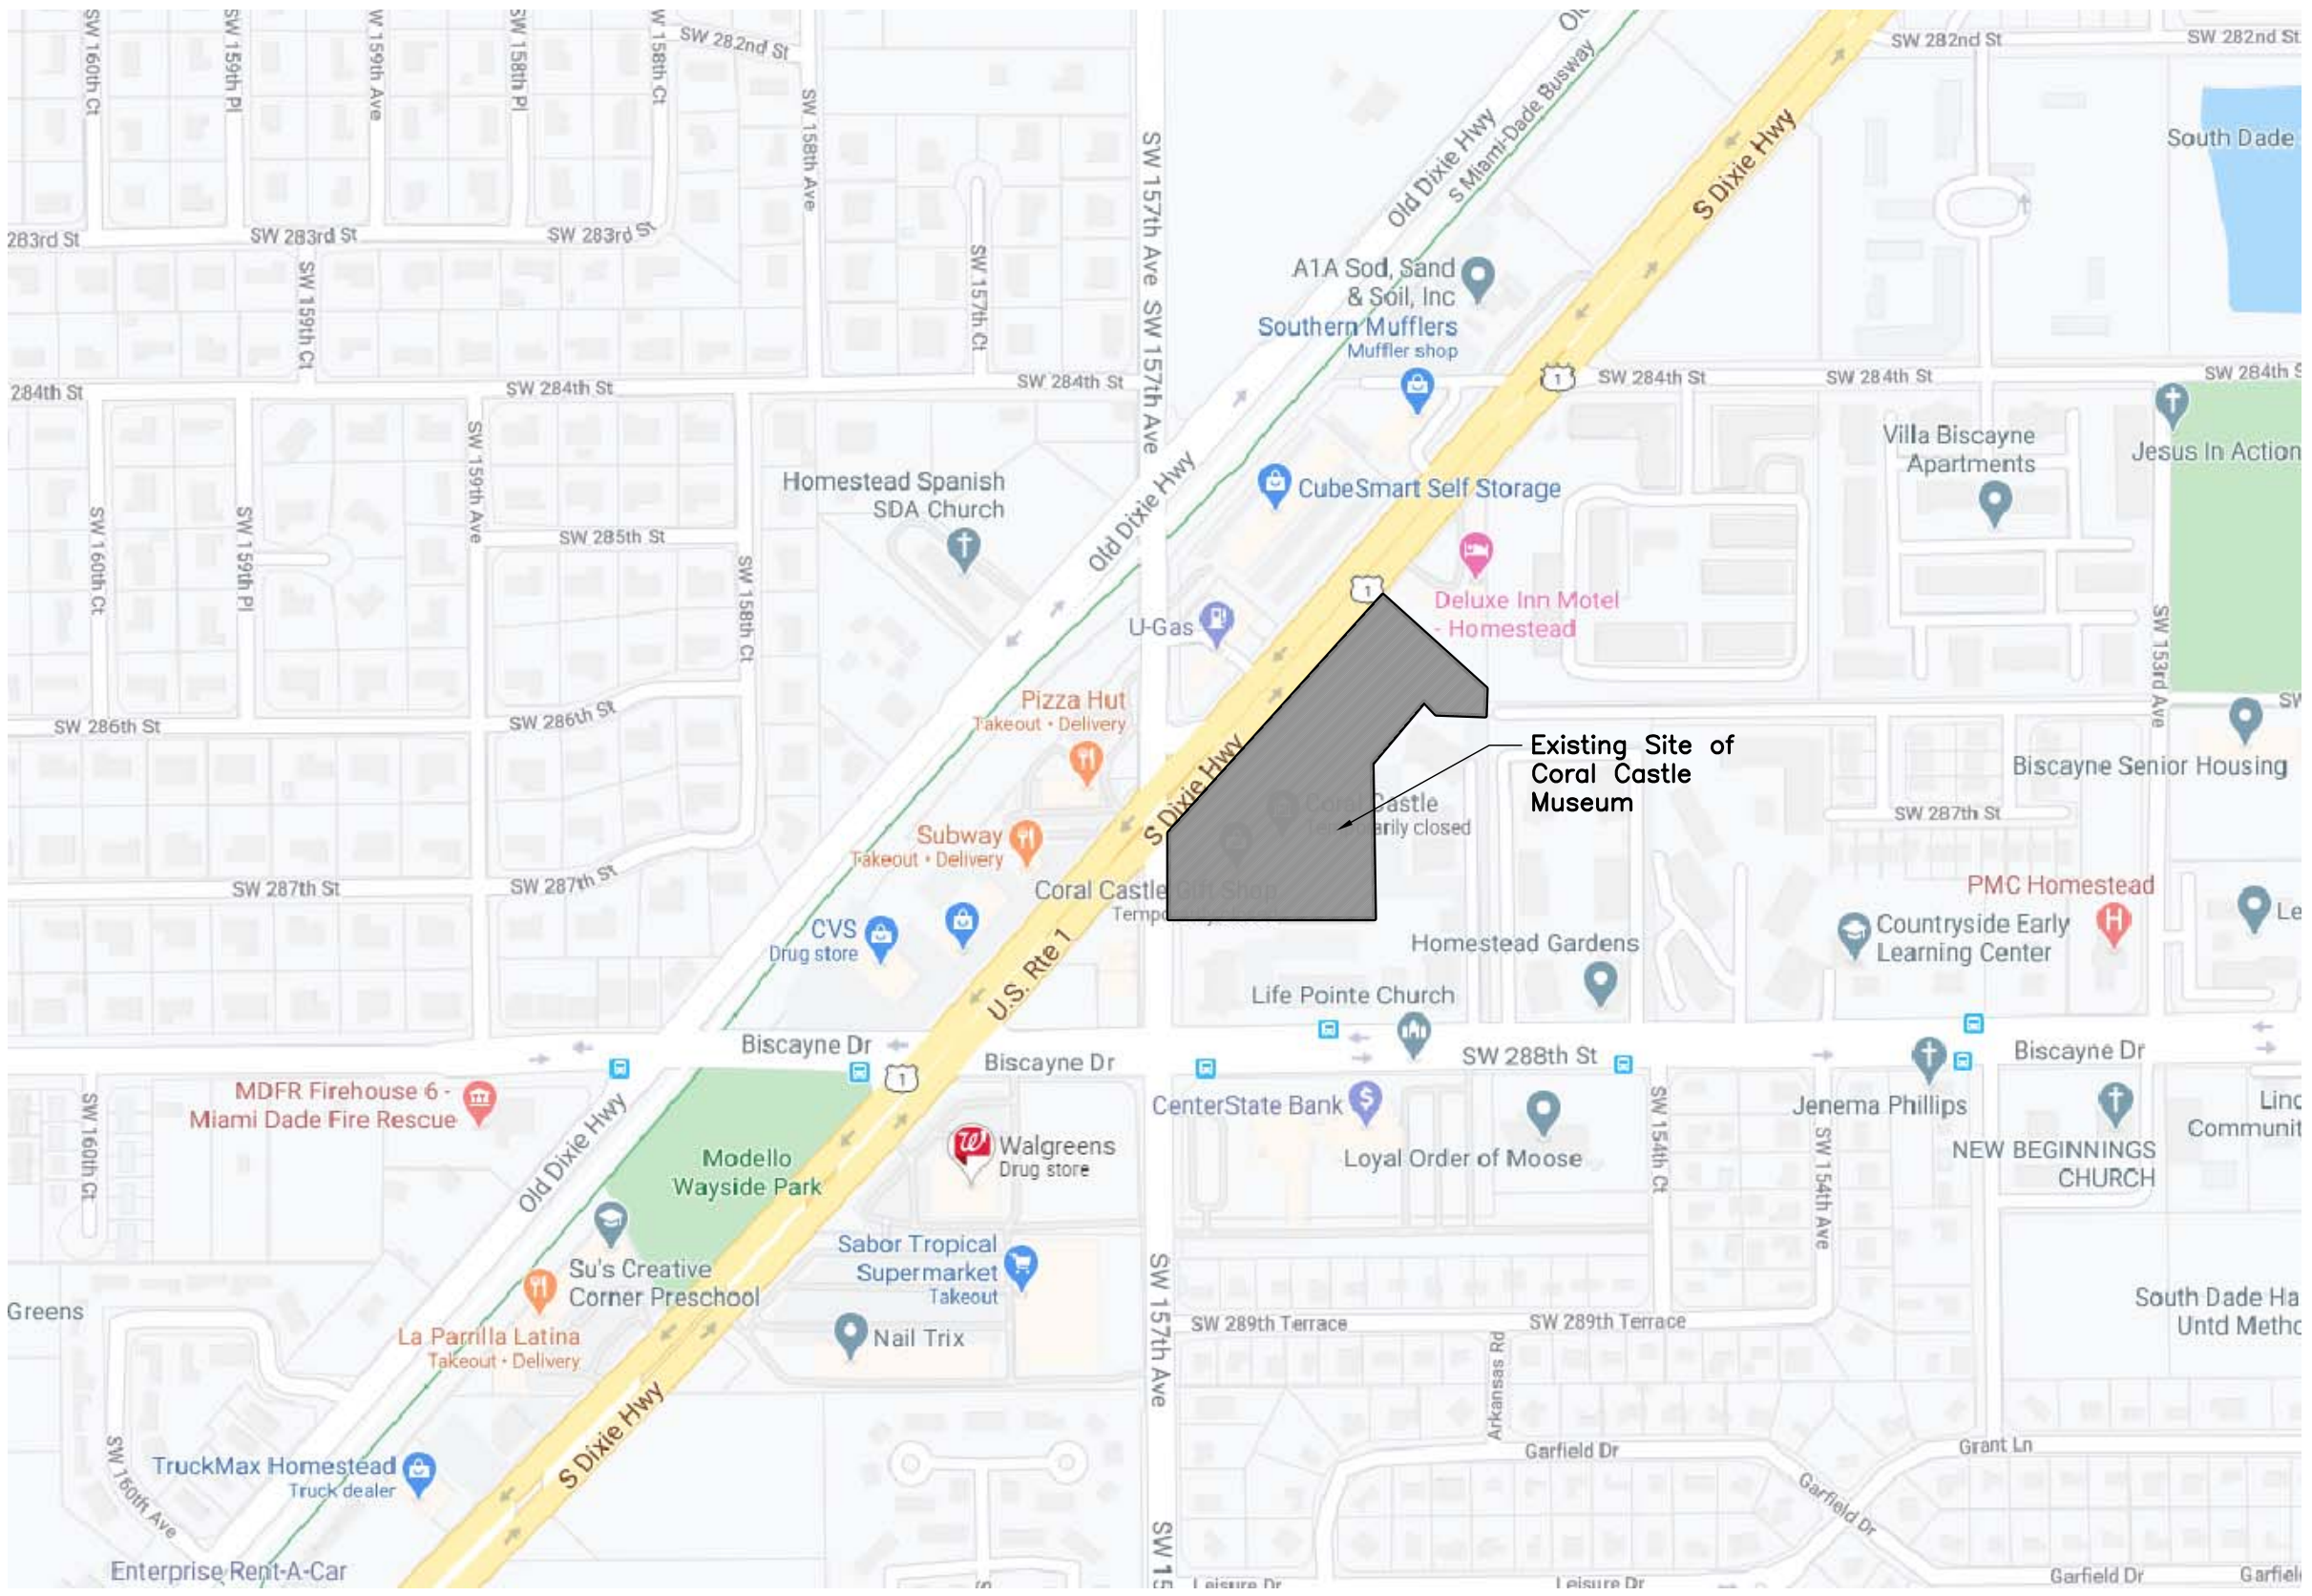 SW 160th Ct
SW 159th Pl
W 159th Ave
SW 158th Pl
W 158th Ct
SW 282nd St
SW 158th Ave
SW 157th Ave
Old Dixie Hwy
S Miami-Dade Busway
S Dixie Hwy
SW 282nd St
SW 282nd St
South Dade
283rd St
SW 283rd St
SW 283rd St
SW 159th Ct
SW 157th Ct
SW 157th Ave
A1A Sod, Sand
& Soil, Inc
Southern Mufflers
Muffler shop
284th St
SW 284th St
SW 284th St
1
SW 284th St
SW 284th St
SW 284th S
SW 159th Ave
Homestead Spanish
SDA Church
Old Dixie Hwy
CubeSmart Self Storage
Villa Biscayne
Apartments
Jesus In Action
SW 160th Ct
SW 159th Pl
SW 285th St
SW 158th Ct
1
Deluxe Inn Motel
- Homestead
U-Gas
SW 153rd Ave
SW 286th St
SW 286th St
Pizza Hut
Takeout • Delivery
S Dixie Hwy
Existing Site of
Coral Castle
Museum
SW
Biscayne Senior Housing
Coral Castle
Temporarily closed
SW 287th St
Subway
Takeout • Delivery
SW 287th St
SW 287th St
Coral Castle Gift Shop
CVS
Drug store
U.S. Rte 1
Homestead Gardens
PMC Homestead
Countryside Early
Learning Center
Le
Life Pointe Church
Biscayne Dr
Biscayne Dr
1
SW 288th St
Biscayne Dr
MDFR Firehouse 6 -
Miami Dade Fire Rescue
SW 160th Ct
Old Dixie Hwy
Modello
Wayside Park
Walgreens
Drug store
CenterState Bank
Loyal Order of Moose
SW 154th Ct
Jenema Phillips
SW 154th Ave
NEW BEGINNINGS
CHURCH
Communit
Su's Creative
Corner Preschool
Sabor Tropical
Supermarket
Takeout
SW 157th Ave
Greens
La Parrilla Latina
Takeout • Delivery
Nail Trix
SW 289th Terrace
SW 289th Terrace
Arkansas Rd
South Dade Ha
Untd Metho
SW 160th Ave
TruckMax Homestead
Truck dealer
S Dixie Hwy
Garfield Dr
Garfield Dr
Grant Ln
SW 15
Enterprise Rent-A-Car
Leisure Dr
Leisure Dr
Garfield Dr
Garfiel